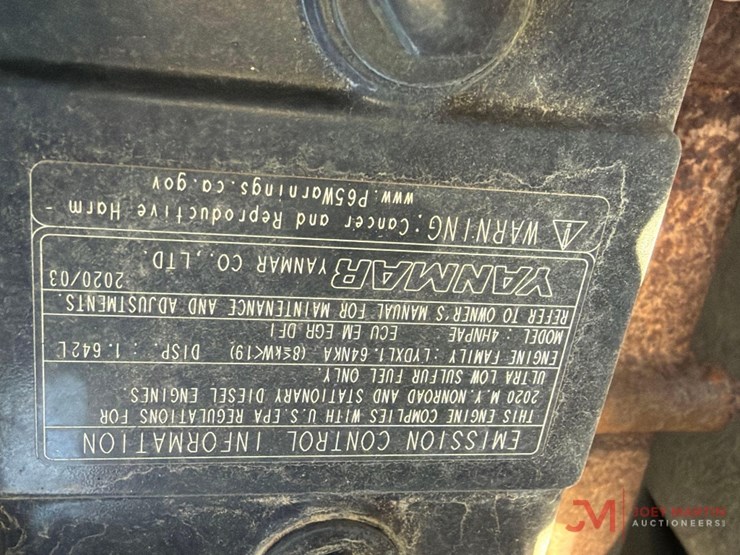 EMISSION CONTROL INFORMATION
THIS ENGINE COMPLIES WITH U.S.EPA REGULATIONS FOR
2020 M.Y. NONROAD AND STATIONARY DIESEL ENGINES.
ULTRA LOW SULFUR FUEL ONLY.
ENGINE FAMILY : LYDXL1.64NKA (8≤kW<19) DISP. : 1.642L
MODEL : 4HNPAE ECU EM EGR DFI
REFER TO OWNER'S MANUAL FOR MAINTENANCE AND ADJUSTMENTS.
YANMAR YANMAR CO.,LTD. 2020/03
WARNING: Cancer and Reproductive Harm -
www.P65Warnings.ca.gov
JM JOEY MARTIN
AUCTIONEERS